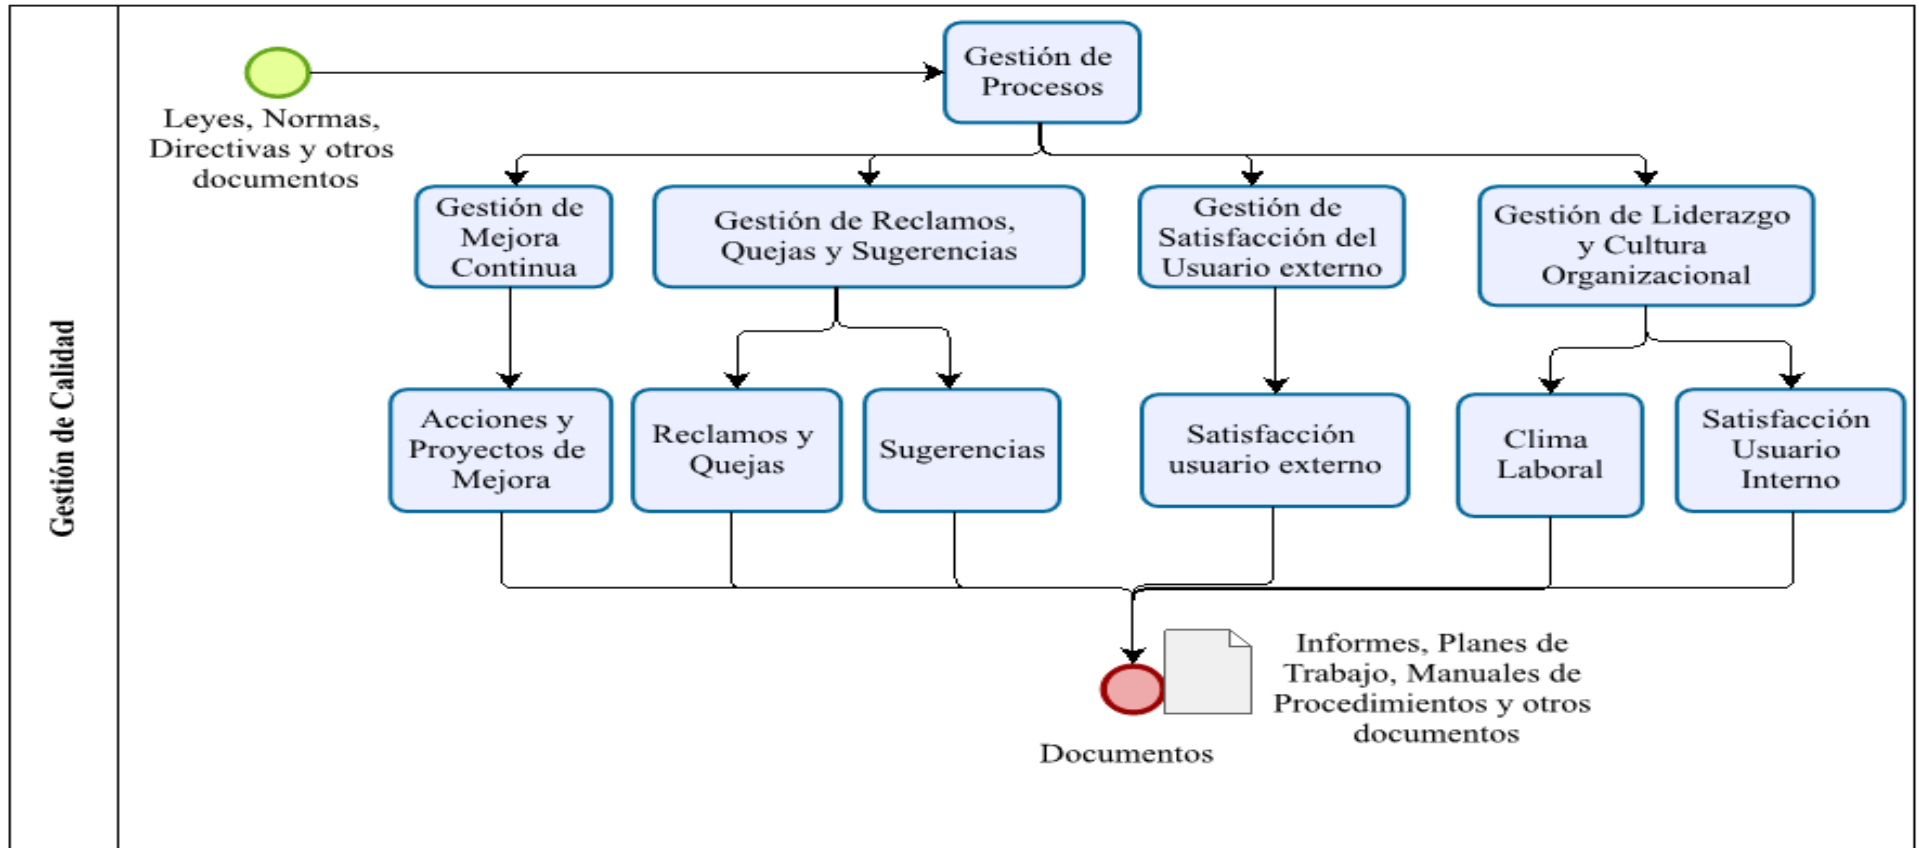 Gestión de Calidad
Gestión de
Procesos
Leyes, Normas,
Directivas y otros
documentos
Gestión de
Mejora
Continua
Gestión de Reclamos,
Quejas y Sugerencias
Gestión de
Satisfacción del
Usuario externo
Gestión de Liderazgo
y Cultura
Organizacional
Acciones y
Proyectos de
Mejora
Reclamos y
Quejas
Sugerencias
Satisfacción
usuario externo
Clima
Laboral
Satisfacción
Usuario
Interno
Informes, Planes de
Trabajo, Manuales de
Procedimientos y otros
documentos
Documentos